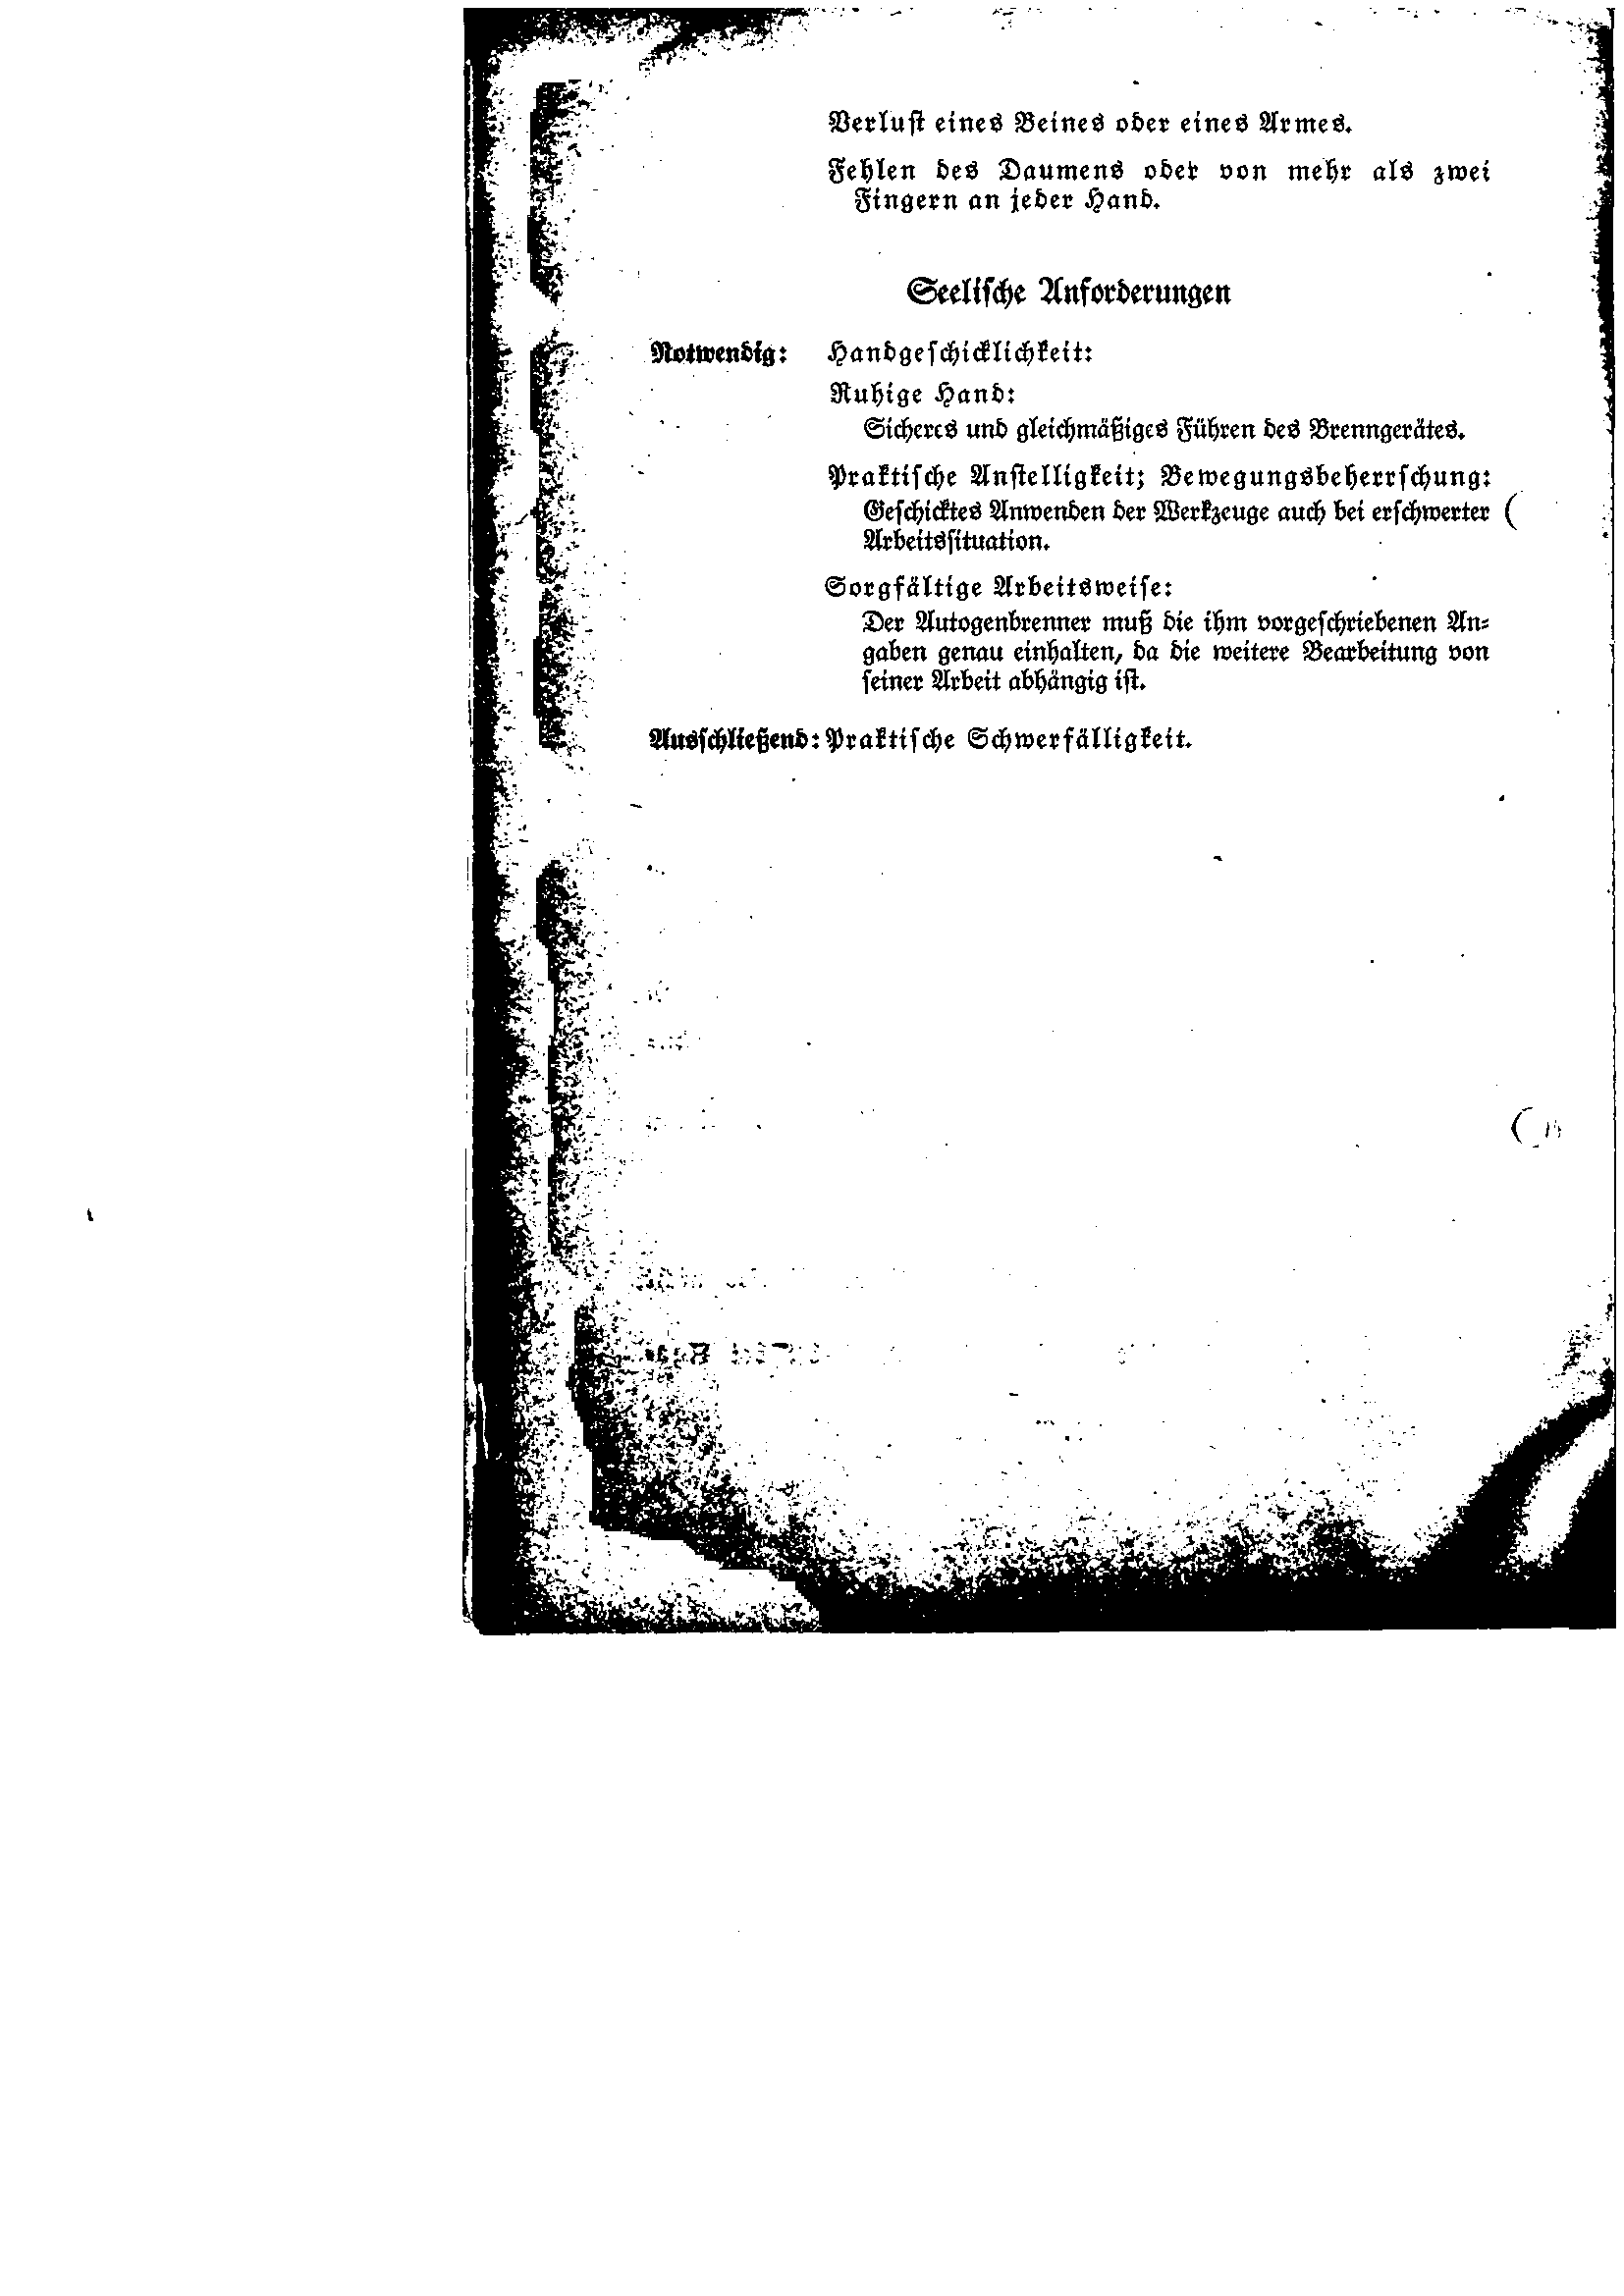 Verluſt eines Beines oder eines Armes.
Fehlen des Daumens oder von mehr als zwei
Fingern an jeder Hand.
Seeliſche Anforderungen
Notwendig: Handgeſchicklichkeit:
Ruhige Hand:
Sicheres und gleichmäßiges Führen des Brenngerätes.
Praktiſche Anſtelligkeit; Bewegungsbeherrſchung:
Geſchicktes Anwenden der Werkzeuge auch bei erſchwerter
Arbeitsſituation.
Sorgfältige Arbeitsweiſe:
Der Autogenbrenner muß die ihm vorgeſchriebenen An⸗
gaben genau einhalten, da die weitere Bearbeitung von
ſeiner Arbeit abhängig iſt.
Ausſchließend: Praktiſche Schwerfälligkeit.